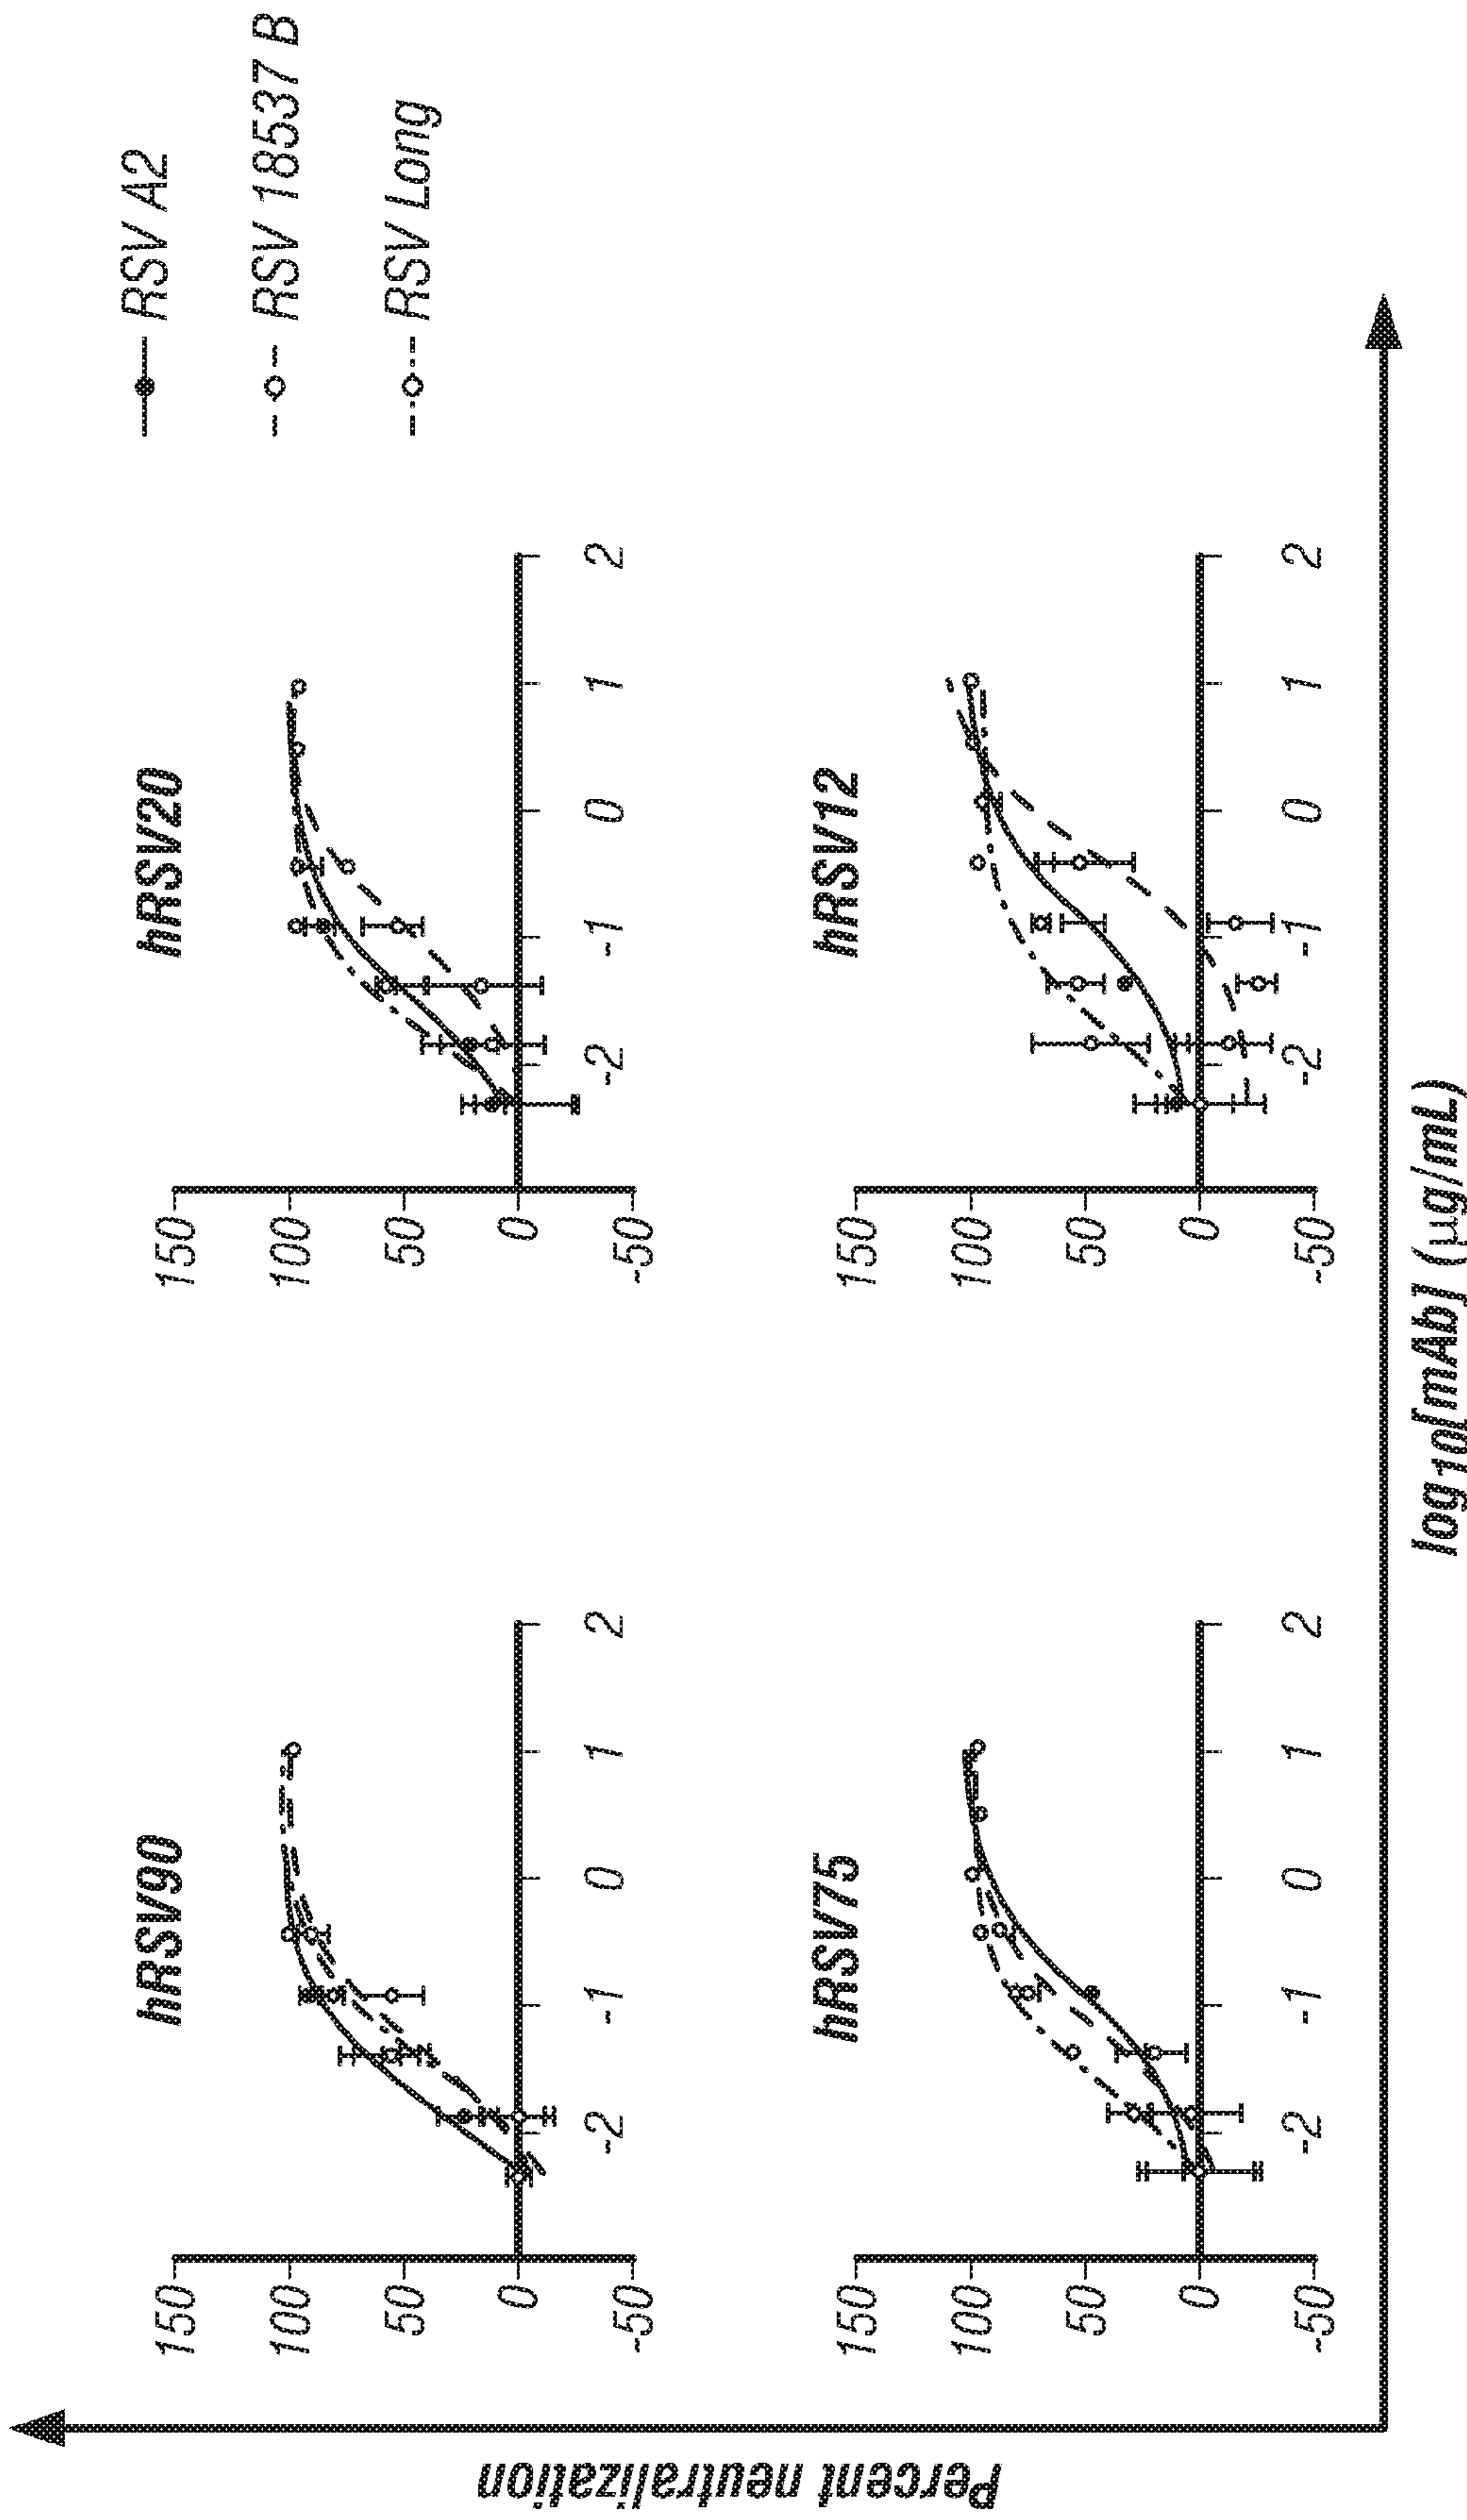 RSV A2
RSV 18537 B
RSV Long
Percent neutralization
hRSV90
150
100
50
0
-50
-2 -1 0 1 2
hRSV20
150
100
50
0
-50
-2 -1 0 1 2
hRSV75
150
100
50
0
-50
-2 -1 0 1 2
hRSV12
150
100
50
0
-50
-2 -1 0 1 2
log10[mAb] (µg/mL)